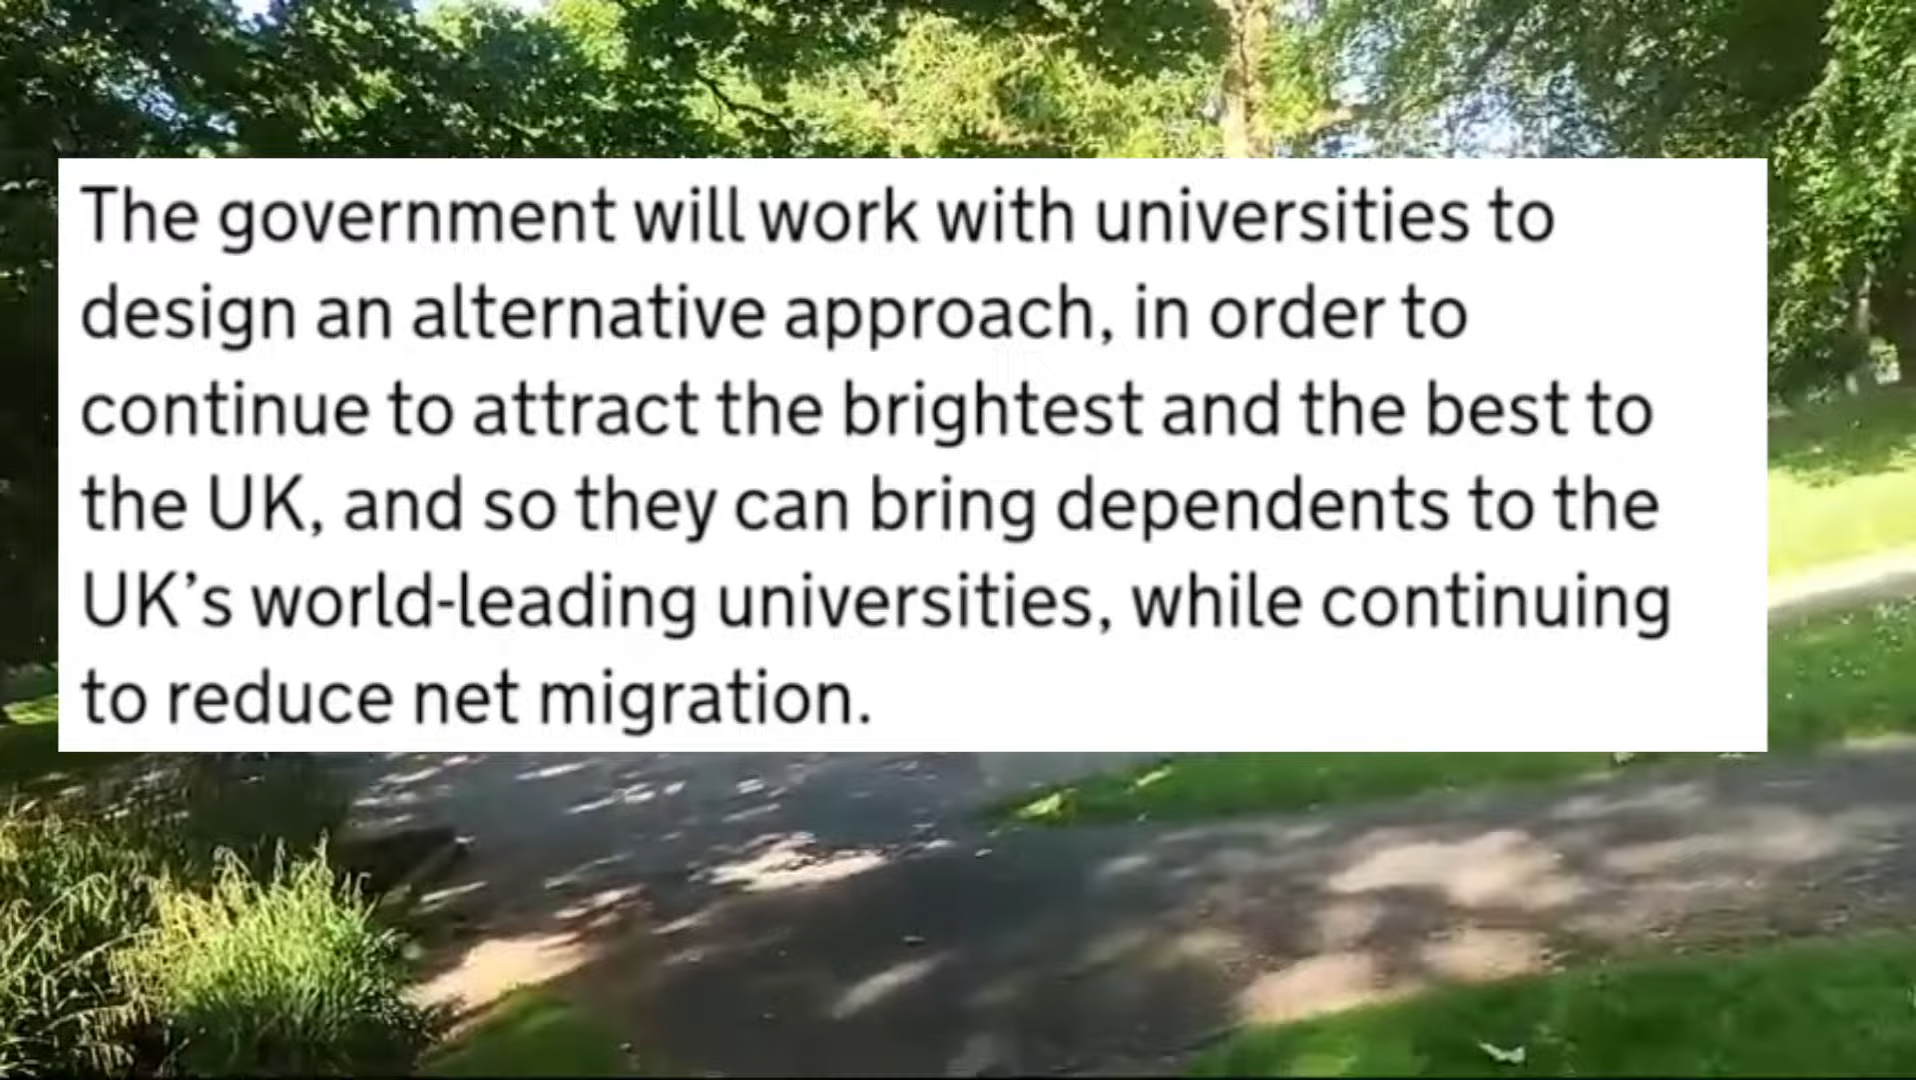 The government will work with universities to
design an alternative approach, in order to
continue to attract the brightest and the best to
the UK, and so they can bring dependents to the
UK’s world-leading universities, while continuing
to reduce net migration.